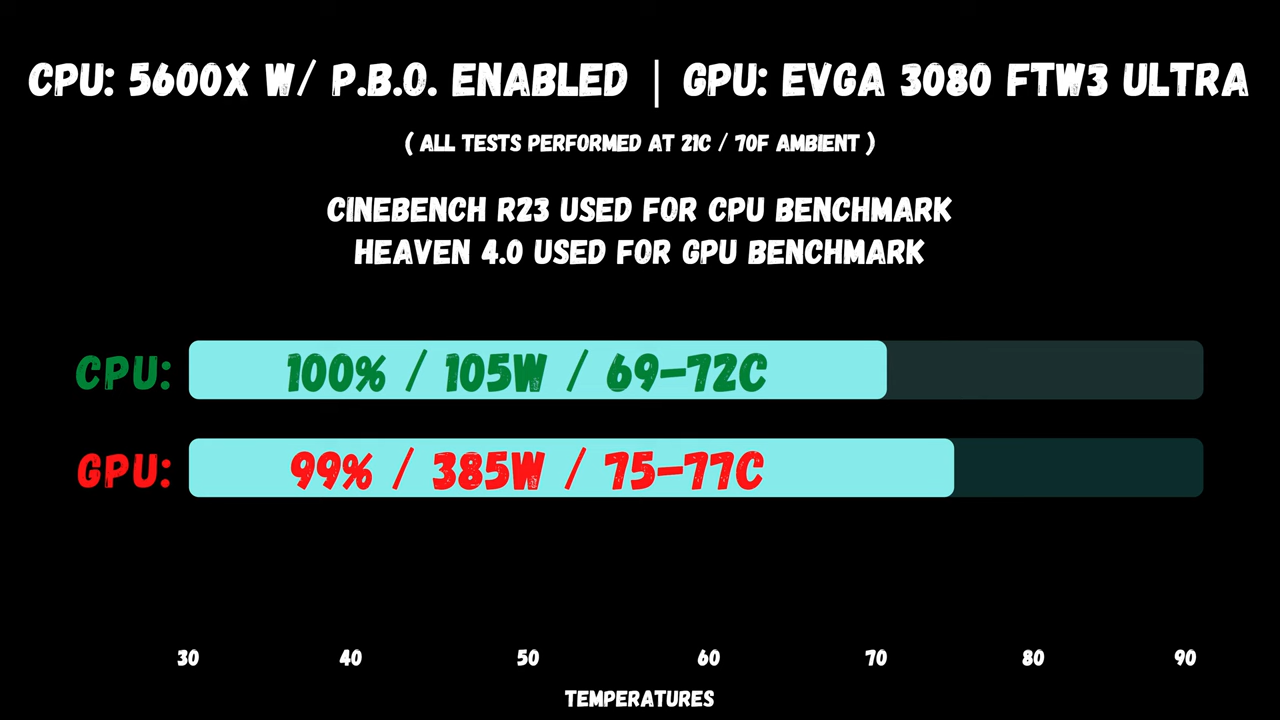 CPU: 5600X W/ P.B.O. ENABLED | GPU: EVGA 3080 FTW3 ULTRA
( ALL TESTS PERFORMED AT 21C / 70F AMBIENT )
CINEBENCH R23 USED FOR CPU BENCHMARK
HEAVEN 4.0 USED FOR GPU BENCHMARK
CPU: 100% / 105W / 69-72C
GPU: 99% / 385W / 75-77C
30 40 50 60 70 80 90
TEMPERATURES